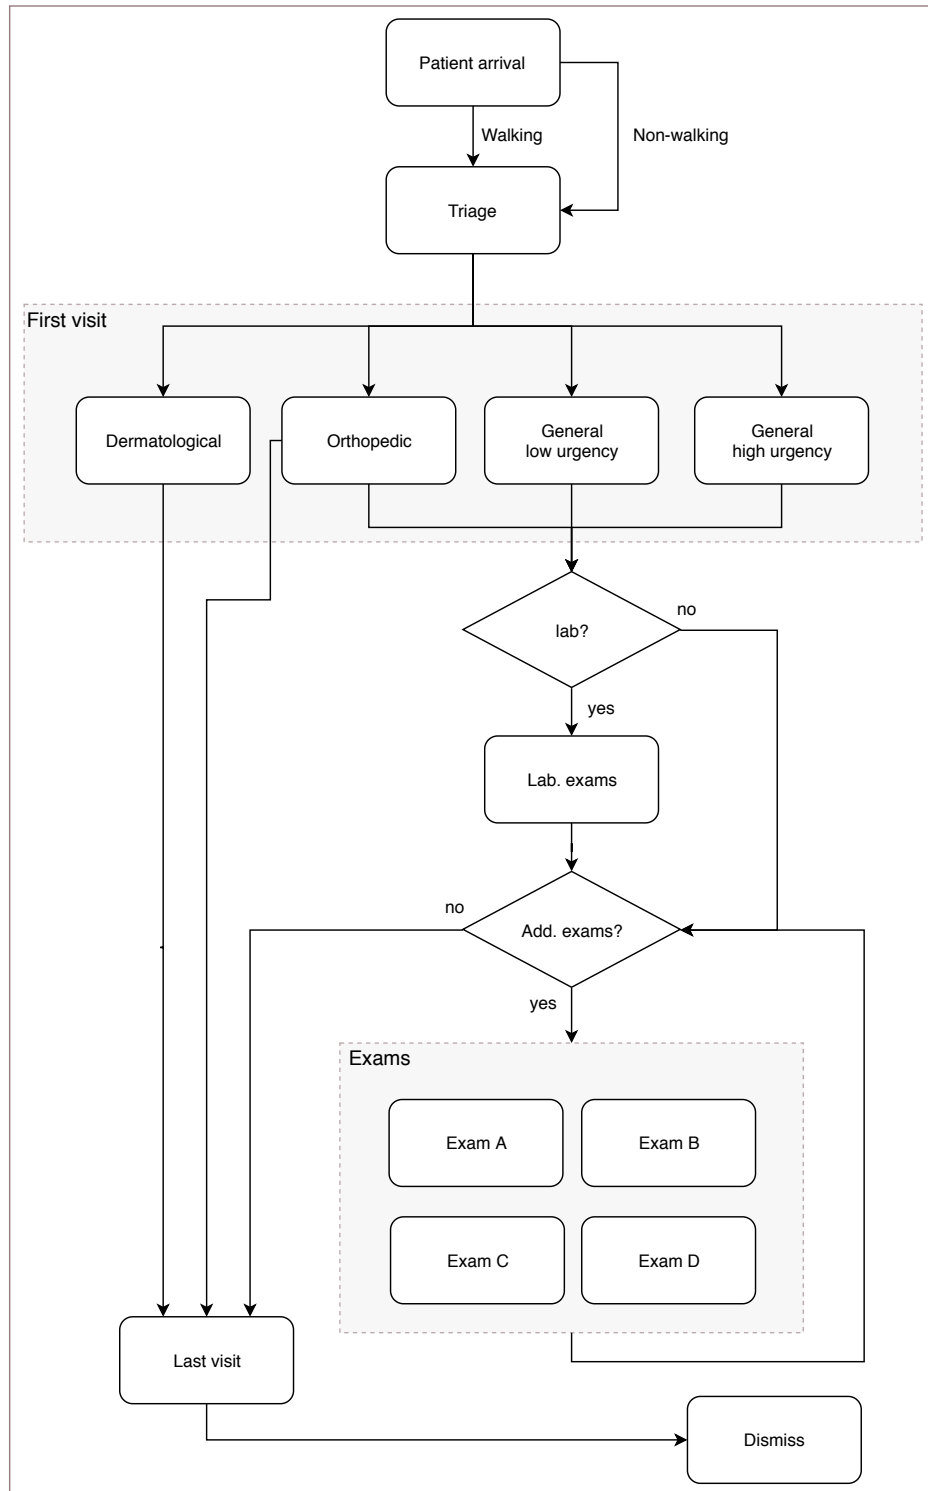 Patient arrival
Walking
Non-walking
Triage
First visit
Dermatological
Orthopedic
General
low urgency
General
high urgency
lab?
no
yes
Lab. exams
no
Add. exams?
yes
Exams
Exam A
Exam B
Exam C
Exam D
Last visit
Dismiss